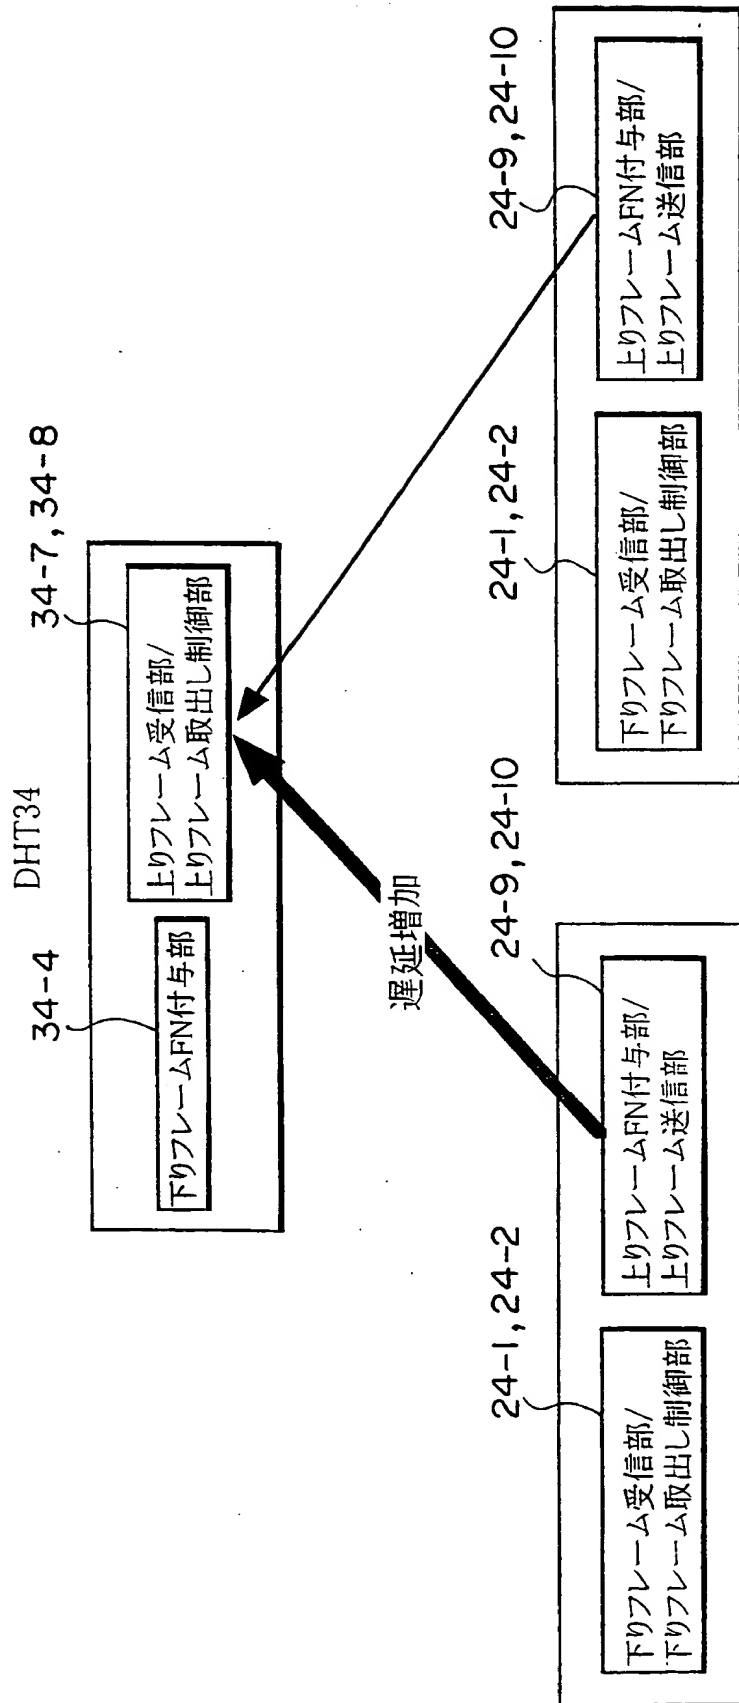 DHT34
34-4
34-7, 34-8
下りフレームFN付与部
上りフレーム受信部/
上りフレーム取出し制御部
遅延増加
24-1, 24-2
24-9, 24-10
下りフレーム受信部/
下りフレーム取出し制御部
上りフレームFN付与部/
上りフレーム送信部
24-1, 24-2
24-9, 24-10
下りフレーム受信部/
下りフレーム取出し制御部
上りフレームFN付与部/
上りフレーム送信部